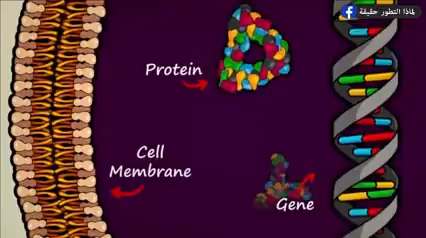 لماذا التطور حقيقة
Protein
Cell
Membrane
Gene